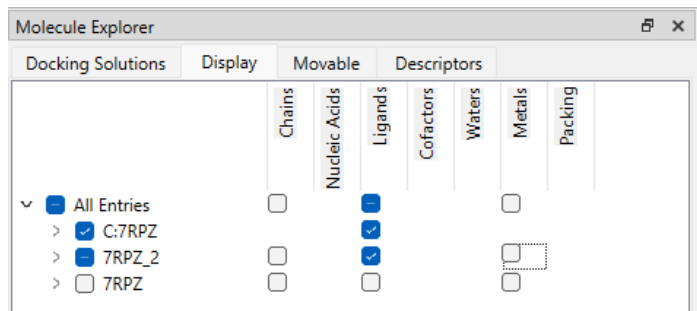 Molecule Explorer
Docking Solutions Display Movable Descriptors
Chains Nucleic Acids Ligands Cofactors Waters Metals Packing
All Entries
C:7RPZ
7RPZ_2
7RPZ